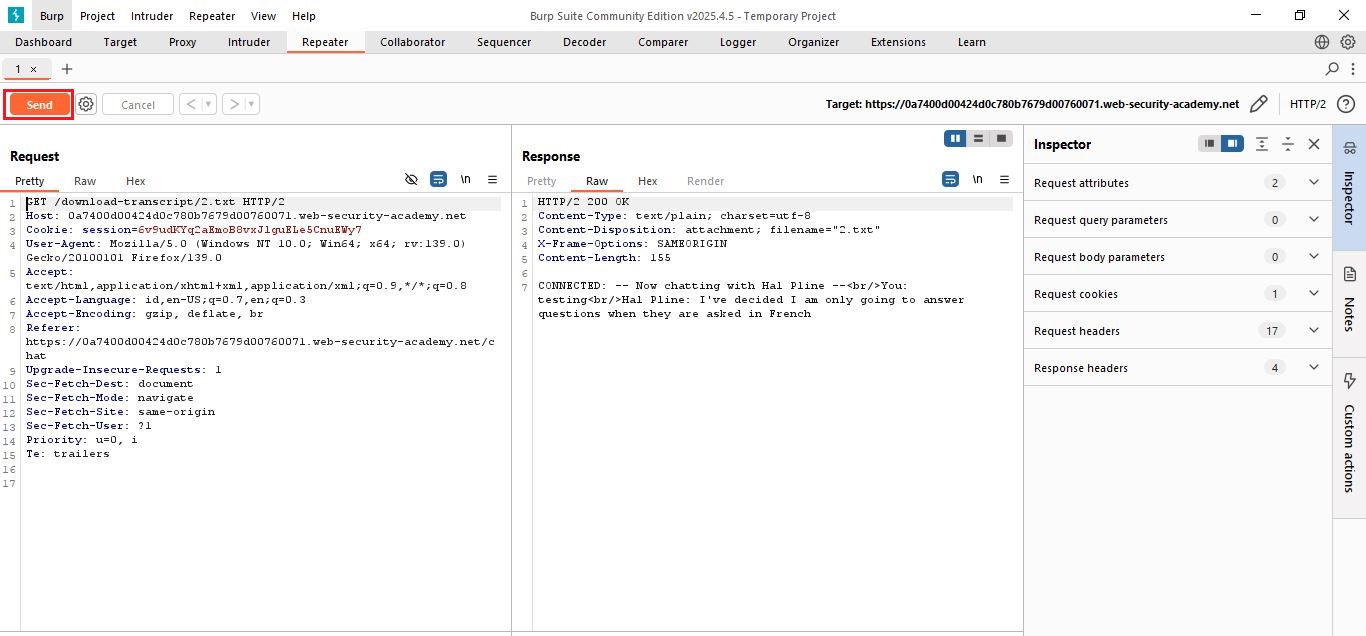 Burp Project Intruder Repeater View Help
Burp Suite Community Edition v2025.4.5 - Temporary Project
Dashboard Target Proxy Intruder Repeater Collaborator Sequencer Decoder Comparer Logger Organizer Extensions Learn
1 × +
Send Cancel < >
Target: https://0a7400d00424d0c780b7679d00760071.web-security-academy.net HTTP/2 ?
Request
Pretty Raw Hex \n
1 GET /download-transcript/2.txt HTTP/2
2 Host: 0a7400d00424d0c780b7679d00760071.web-security-academy.net
3 Cookie: session=6v9udKYq2aEmoB8vxJlguELe5CnuEWy7
4 User-Agent: Mozilla/5.0 (Windows NT 10.0; Win64; x64; rv:139.0)
Gecko/20100101 Firefox/139.0
5 Accept:
text/html,application/xhtml+xml,application/xml;q=0.9,*/*;q=0.8
6 Accept-Language: id,en-US;q=0.7,en;q=0.3
7 Accept-Encoding: gzip, deflate, br
8 Referer:
https://0a7400d00424d0c780b7679d00760071.web-security-academy.net/c
hat
9 Upgrade-Insecure-Requests: 1
10 Sec-Fetch-Dest: document
11 Sec-Fetch-Mode: navigate
12 Sec-Fetch-Site: same-origin
13 Sec-Fetch-User: ?1
14 Priority: u=0, i
15 Te: trailers
16
17
Response
Pretty Raw Hex Render \n
1 HTTP/2 200 OK
2 Content-Type: text/plain; charset=utf-8
3 Content-Disposition: attachment; filename="2.txt"
4 X-Frame-Options: SAMEORIGIN
5 Content-Length: 155
6
7 CONNECTED: -- Now chatting with Hal Pline --<br/>You:
testing<br/>Hal Pline: I've decided I am only going to answer
questions when they are asked in French
Inspector
Request attributes 2
Request query parameters 0
Request body parameters 0
Request cookies 1
Request headers 17
Response headers 4
Inspector
Notes
Custom actions